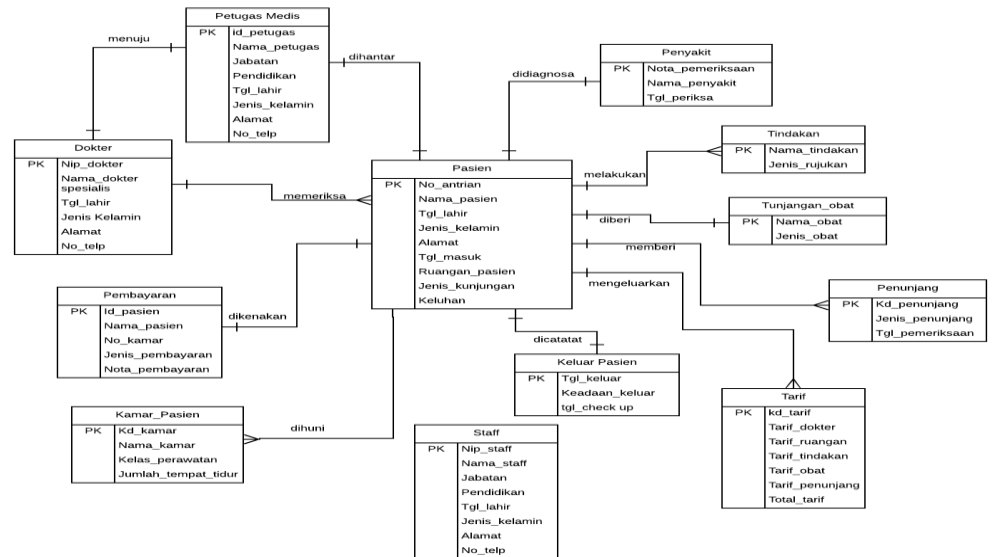 Petugas Medis
PK
id_petugas
Nama_petugas
Jabatan
Pendidikan
Tgl_lahir
Jenis_kelamin
Alamat
No_telp
menuju
dihantar
Penyakit
PK
Nota_pemeriksaan
Nama_penyakit
Tgl_periksa
didiagnosa
Dokter
PK
Nip_dokter
Nama_dokter
spesialis
Tgl_lahir
Jenis Kelamin
Alamat
No_telp
memeriksa
Pasien
PK
No_antrian
Nama_pasien
Tgl_lahir
Jenis_kelamin
Alamat
Tgl_masuk
Ruangan_pasien
Jenis_kunjungan
Keluhan
melakukan
Tindakan
PK
Nama_tindakan
Jenis_rujukan
diberi
Tunjangan_obat
PK
Nama_obat
Jenis_obat
memberi
mengeluarkan
Penunjang
PK
Kd_penunjang
Jenis_penunjang
Tgl_pemeriksaan
Pembayaran
PK
Id_pasien
Nama_pasien
No_kamar
Jenis_pembayaran
Nota_pembayaran
dikenakan
dicatatat
Keluar Pasien
PK
Tgl_keluar
Keadaan_keluar
tgl_check up
Tarif
PK
kd_tarif
Tarif_dokter
Tarif_ruangan
Tarif_tindakan
Tarif_obat
Tarif_penunjang
Total_tarif
Kamar_Pasien
PK
Kd_kamar
Nama_kamar
Kelas_perawatan
Jumlah_tempat_tidur
dihuni
Staff
PK
Nip_staff
Nama_staff
Jabatan
Pendidikan
Tgl_lahir
Jenis_kelamin
Alamat
No_telp